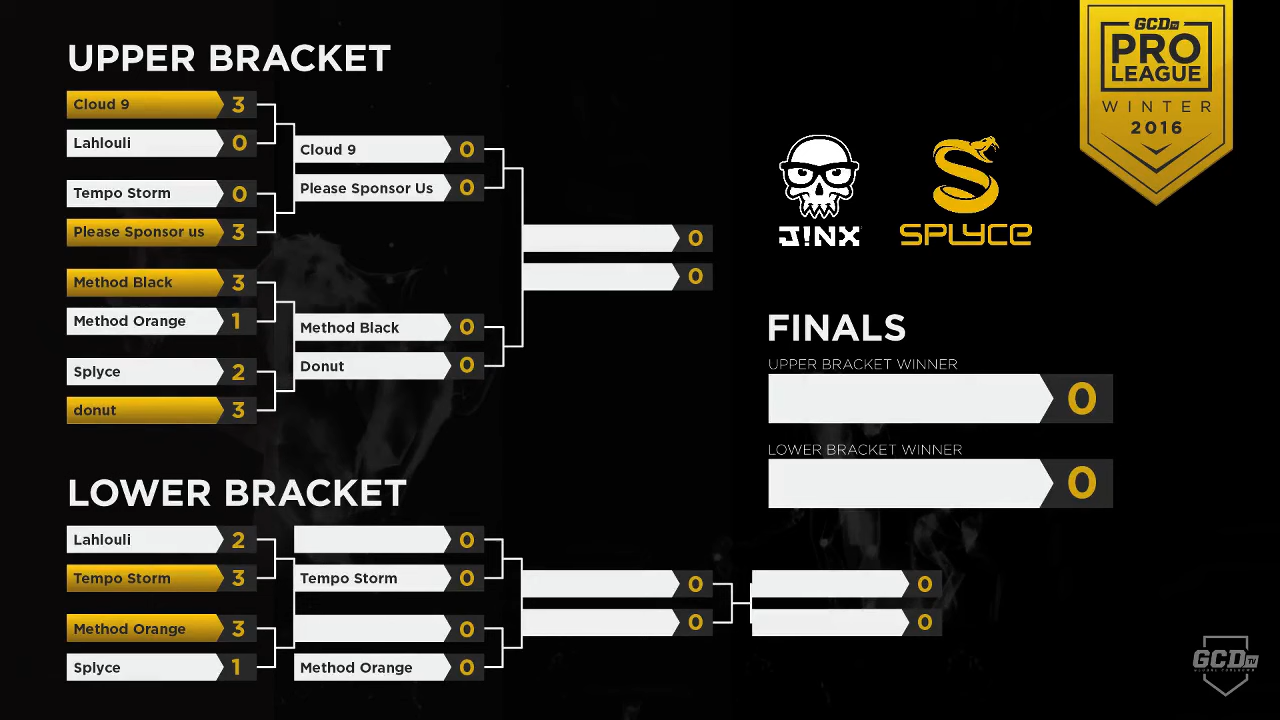 UPPER BRACKET
Cloud 9 3
Lahlouli 0
Tempo Storm 0
Please Sponsor us 3
Method Black 3
Method Orange 1
Splyce 2
donut 3
Cloud 9 0
Please Sponsor Us 0
Method Black 0
Donut 0
0
0
GCDTV
PRO
LEAGUE
WINTER
2016
J!NX
SPLYCE
FINALS
UPPER BRACKET WINNER
0
LOWER BRACKET WINNER
0
LOWER BRACKET
Lahlouli 2
Tempo Storm 3
Method Orange 3
Splyce 1
0
Tempo Storm 0
0
Method Orange 0
0
0
0
0
GCDTV